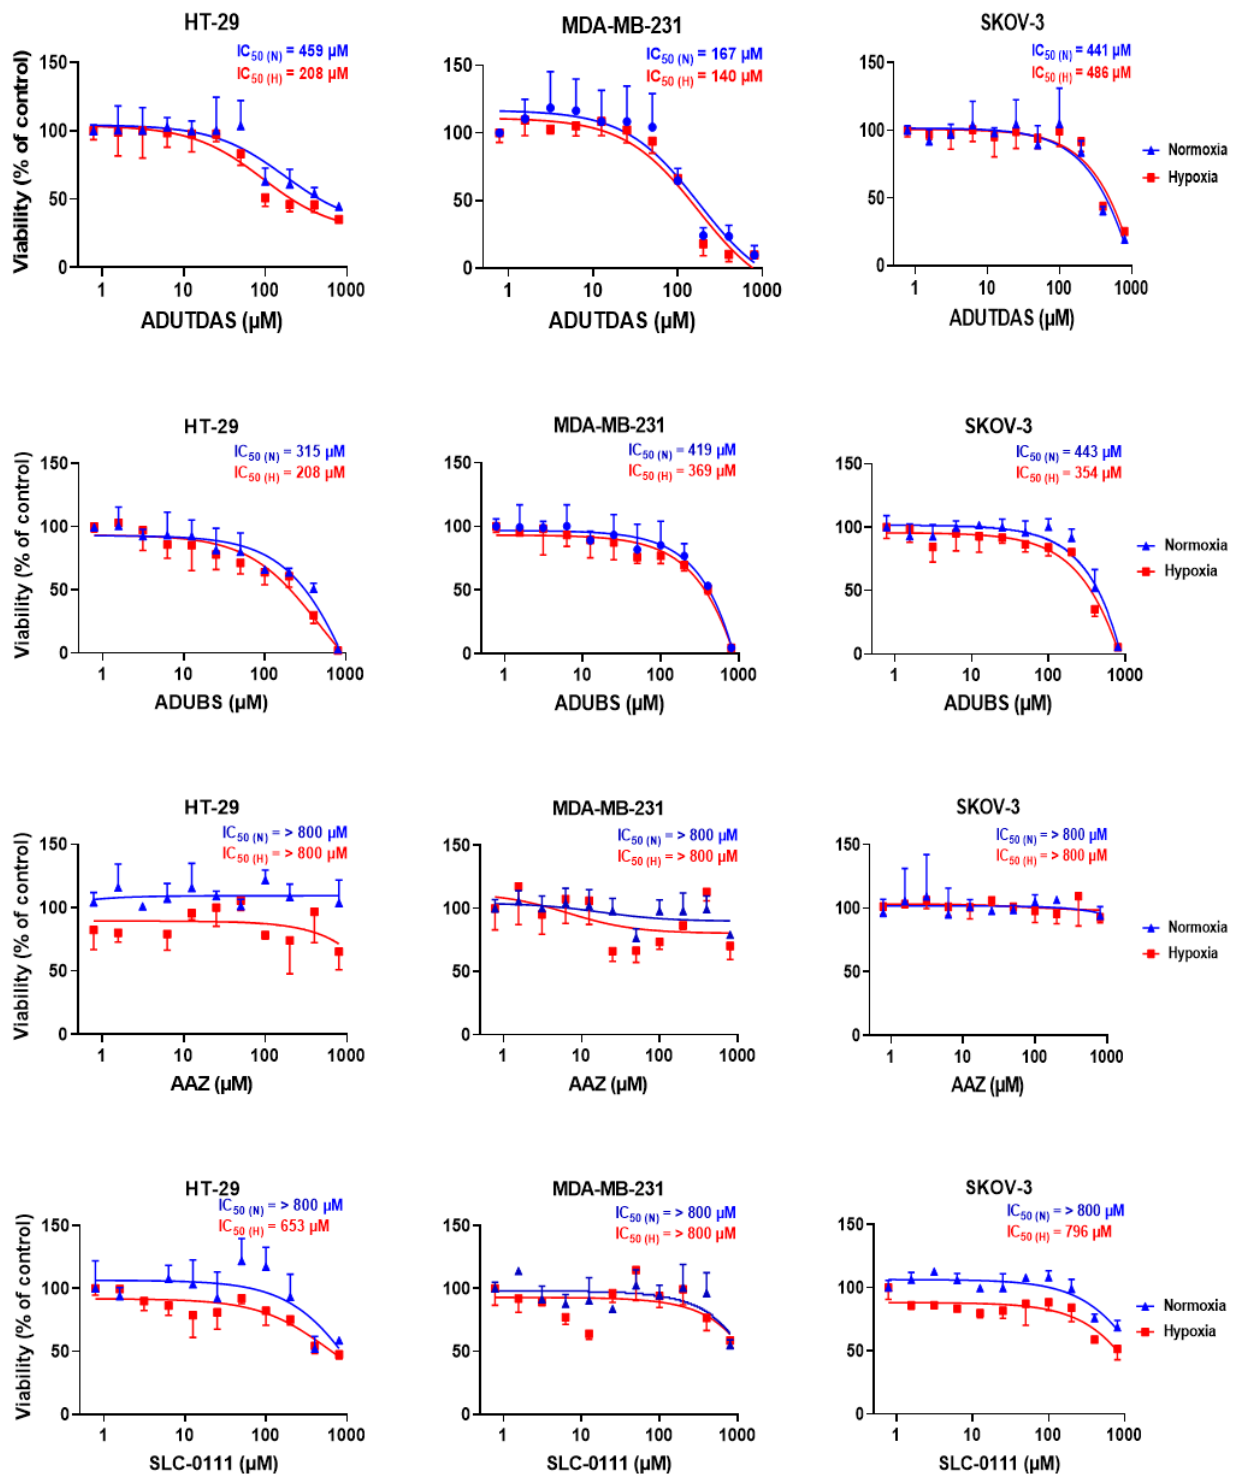 HT-29
IC50 (N) = 459 µM
IC50 (H) = 208 µM
Viability (% of control)
150
100
50
0
1 10 100 1000
ADUTDAS (µM)
MDA-MB-231
IC50 (N) = 167 µM
IC50 (H) = 140 µM
150
100
50
0
1 10 100 1000
ADUTDAS (µM)
SKOV-3
IC50 (N) = 441 µM
IC50 (H) = 486 µM
150
100
50
0
1 10 100 1000
ADUTDAS (µM)
Normoxia
Hypoxia
HT-29
IC50 (N) = 315 µM
IC50 (H) = 208 µM
Viability (% of control)
150
100
50
0
1 10 100 1000
ADUBS (µM)
MDA-MB-231
IC50 (N) = 419 µM
IC50 (H) = 369 µM
150
100
50
0
1 10 100 1000
ADUBS (µM)
SKOV-3
IC50 (N) = 443 µM
IC50 (H) = 354 µM
150
100
50
0
1 10 100 1000
ADUBS (µM)
Normoxia
Hypoxia
HT-29
IC50 (N) = > 800 µM
IC50 (H) = > 800 µM
Viability (% of control)
150
100
50
0
1 10 100 1000
AAZ (µM)
MDA-MB-231
IC50 (N) = > 800 µM
IC50 (H) = > 800 µM
150
100
50
0
1 10 100 1000
AAZ (µM)
SKOV-3
IC50 (N) = > 800 µM
IC50 (H) = > 800 µM
150
100
50
0
1 10 100 1000
AAZ (µM)
Normoxia
Hypoxia
HT-29
IC50 (N) = > 800 µM
IC50 (H) = 653 µM
Viability (% of control)
150
100
50
0
1 10 100 1000
SLC-0111 (µM)
MDA-MB-231
IC50 (N) = > 800 µM
IC50 (H) = > 800 µM
150
100
50
0
1 10 100 1000
SLC-0111 (µM)
SKOV-3
IC50 (N) = > 800 µM
IC50 (H) = 796 µM
150
100
50
0
1 10 100 1000
SLC-0111 (µM)
Normoxia
Hypoxia